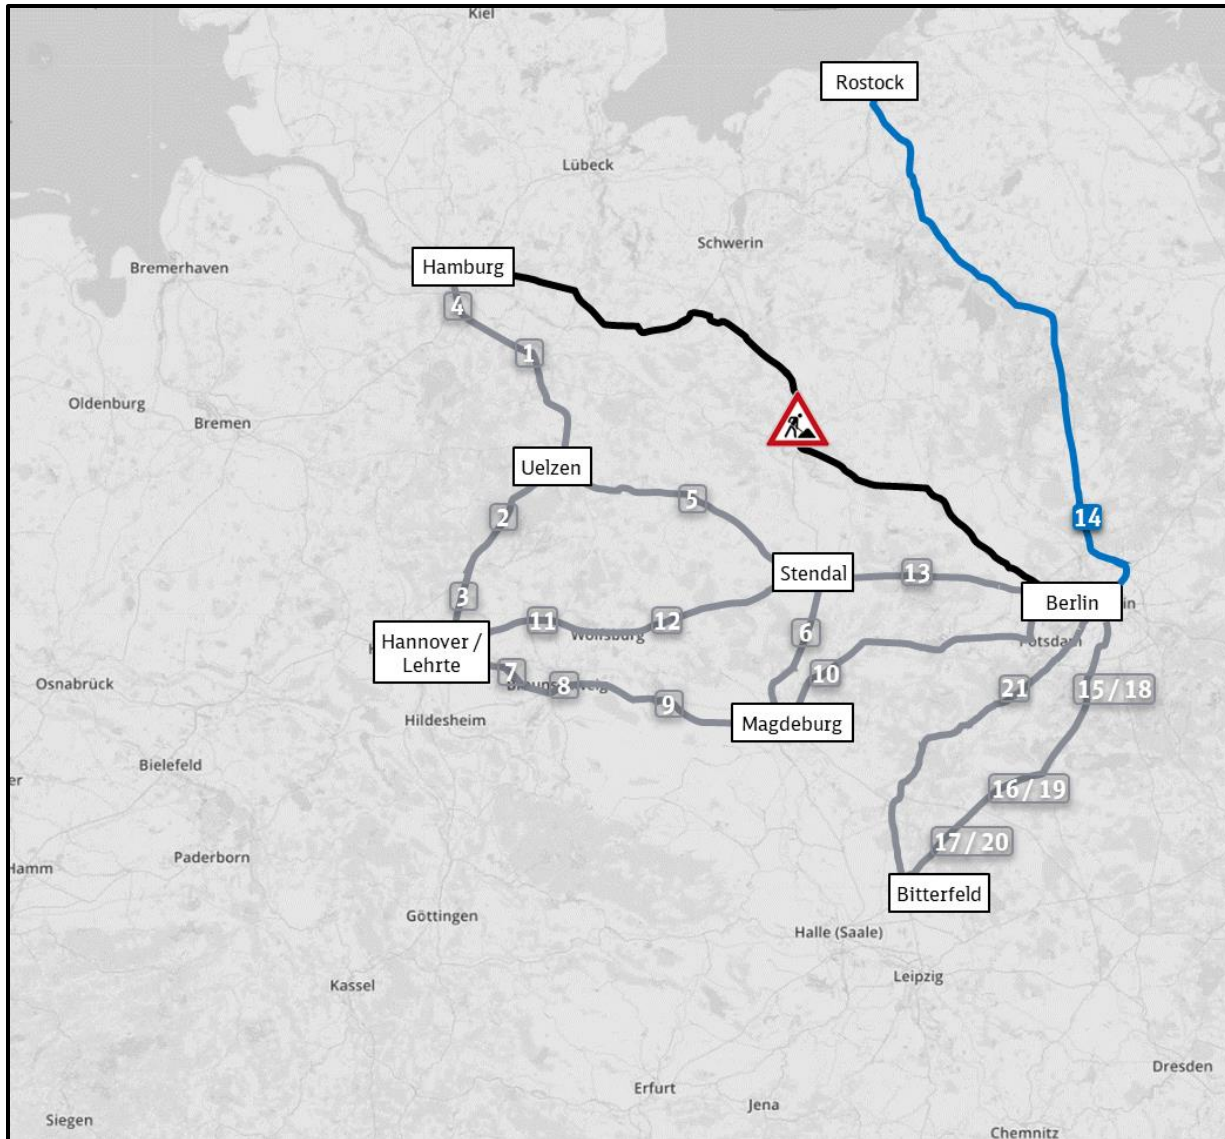 Kiel
Rostock
Lübeck
Schwerin
Hamburg
Bremerhaven
4
1
Oldenburg
Bremen
Uelzen
5
2
14
Stendal
13
3
Berlin
11
12
Wolfsburg
6
Hannover /
Lehrte
Potsdam
7
8
10
Osnabrück
21
15 / 18
9
Hildesheim
Magdeburg
Bielefeld
16 / 19
17 / 20
Paderborn
Hamm
Bitterfeld
Göttingen
Halle (Saale)
Leipzig
Kassel
Dresden
Erfurt
Jena
Siegen
Chemnitz